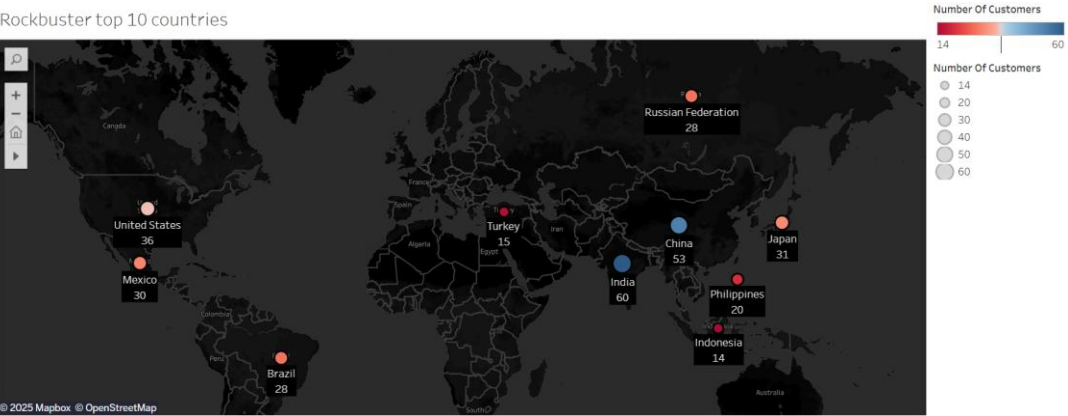 Rockbuster top 10 countries
Number Of Customers
14 60
Number Of Customers
14
20
30
40
50
60
Canada
Russian Federation
28
United States
36
France
Spain
Turkey
15
Iran
Algeria
Egypt
China
53
Japan
31
India
60
Mexico
30
Philippines
20
Indonesia
14
Colombia
Peru
Brazil
28
South
Australia
© 2025 Mapbox © OpenStreetMap